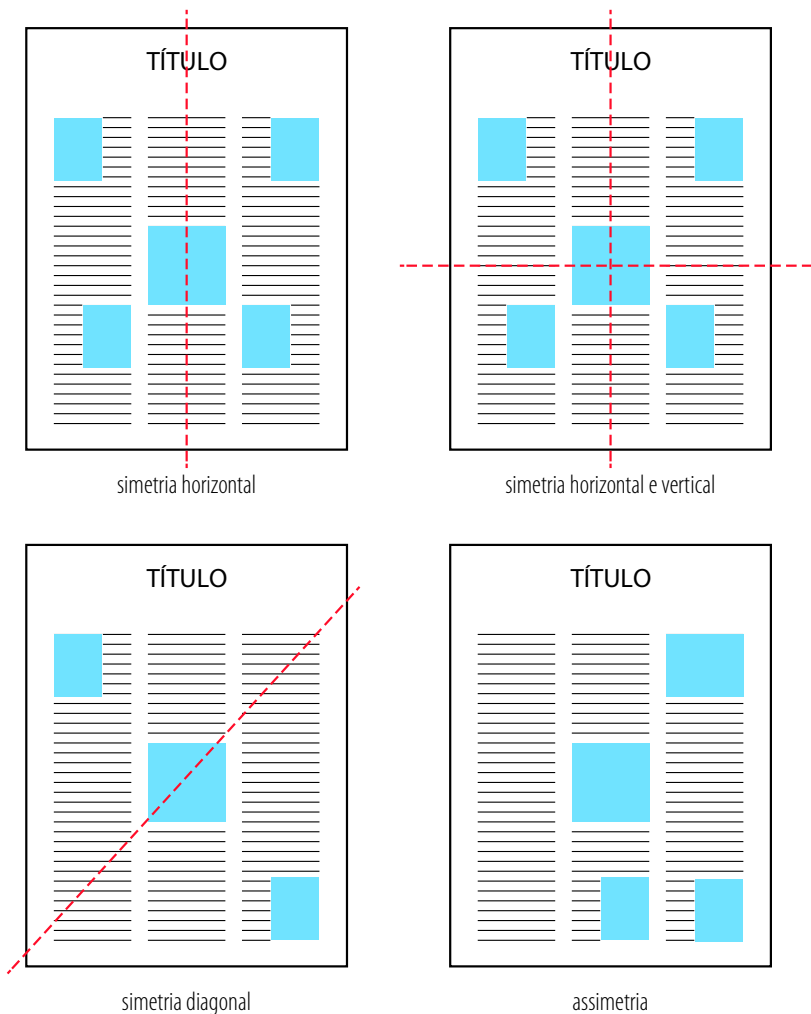 TÍTULO
TÍTULO
simetria horizontal
simetria horizontal e vertical
TÍTULO
TÍTULO
simetria diagonal
assimetria